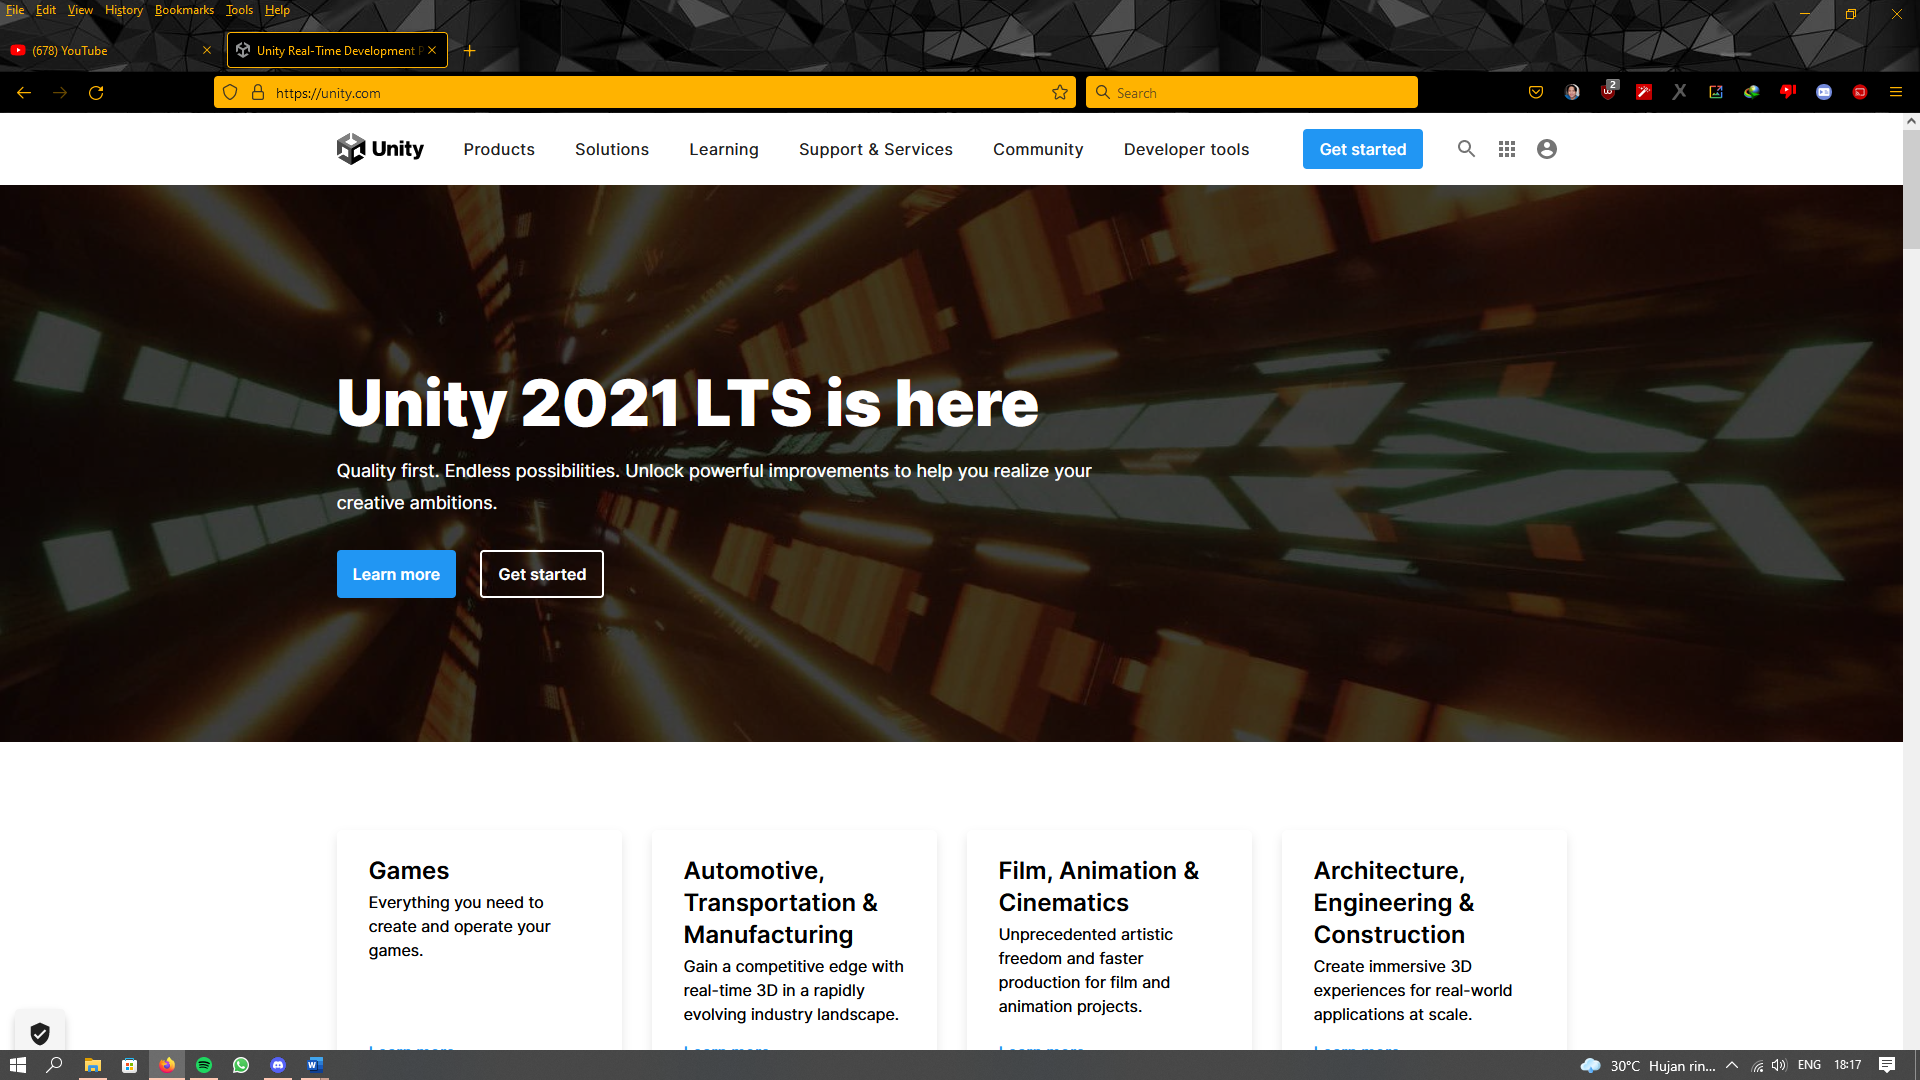 File Edit View History Bookmarks Tools Help
(678) YouTube
Unity Real-Time Development
https://unity.com
Search
2
Unity
Products
Solutions
Learning
Support & Services
Community
Developer tools
Get started
Unity 2021 LTS is here
Quality first. Endless possibilities. Unlock powerful improvements to help you realize your
creative ambitions.
Learn more
Get started
Games
Everything you need to
create and operate your
games.
Automotive,
Transportation &
Manufacturing
Gain a competitive edge with
real-time 3D in a rapidly
evolving industry landscape.
Film, Animation &
Cinematics
Unprecedented artistic
freedom and faster
production for film and
animation projects.
Architecture,
Engineering &
Construction
Create immersive 3D
experiences for real-world
applications at scale.
30°C Hujan rin...
ENG
18:17